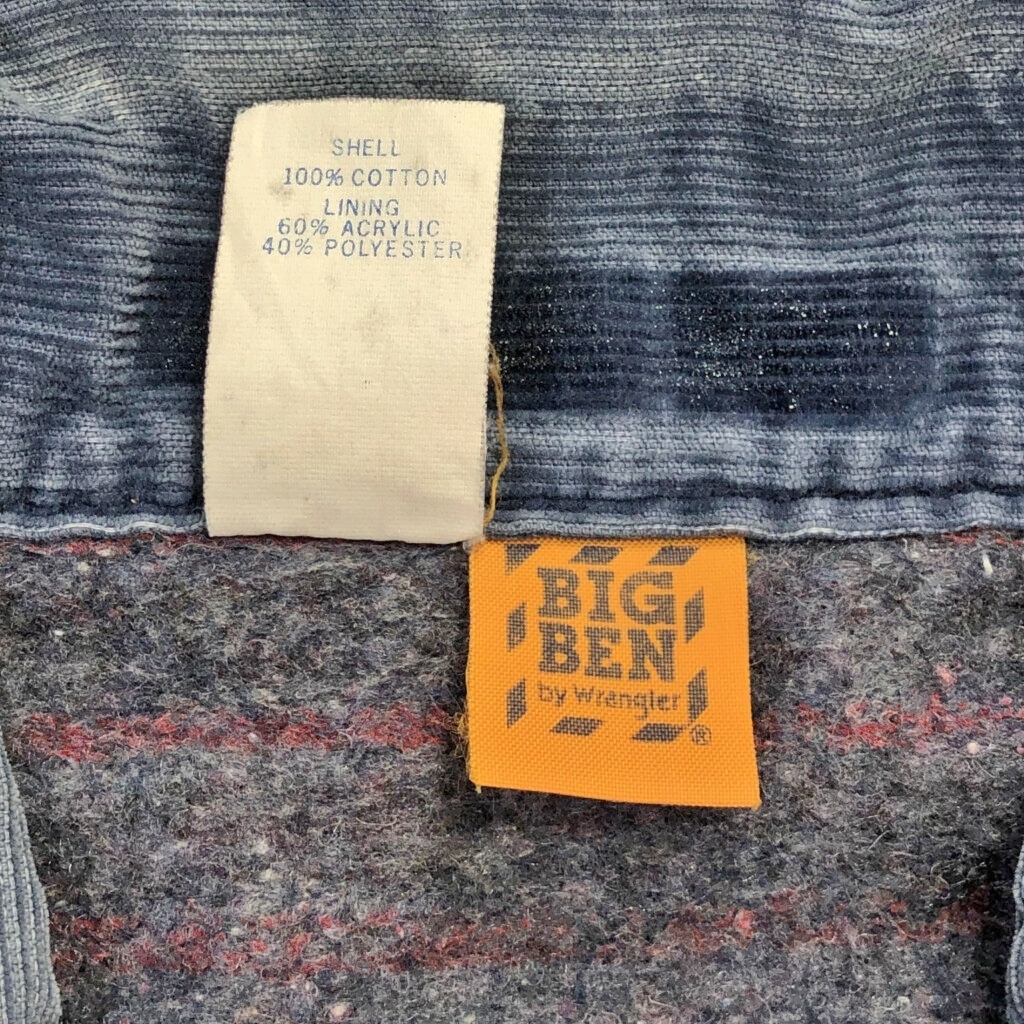 SHELL
100% COTTON
LINING
60% ACRYLIC
40% POLYESTER
BIG
BEN
by Wrangler
®